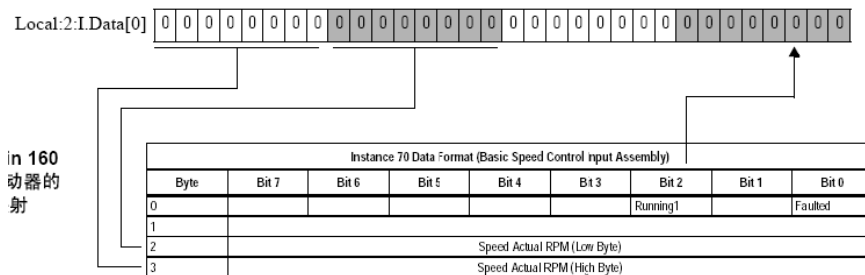 Local:2:I.Data[0] 0 0 0 0 0 0 0 0 0 0 0 0 0 0 0 0 0 0 0 0 0 0 0 0 0 0 0 0 0 0 0 0
in 160
动器的
射
Instance 70 Data Format (Basic Speed Control Input Assembly)
Byte Bit 7 Bit 6 Bit 5 Bit 4 Bit 3 Bit 2 Bit 1 Bit 0
0 Running1 Faulted
1
2 Speed Actual RPM (Low Byte)
3 Speed Actual RPM (High Byte)